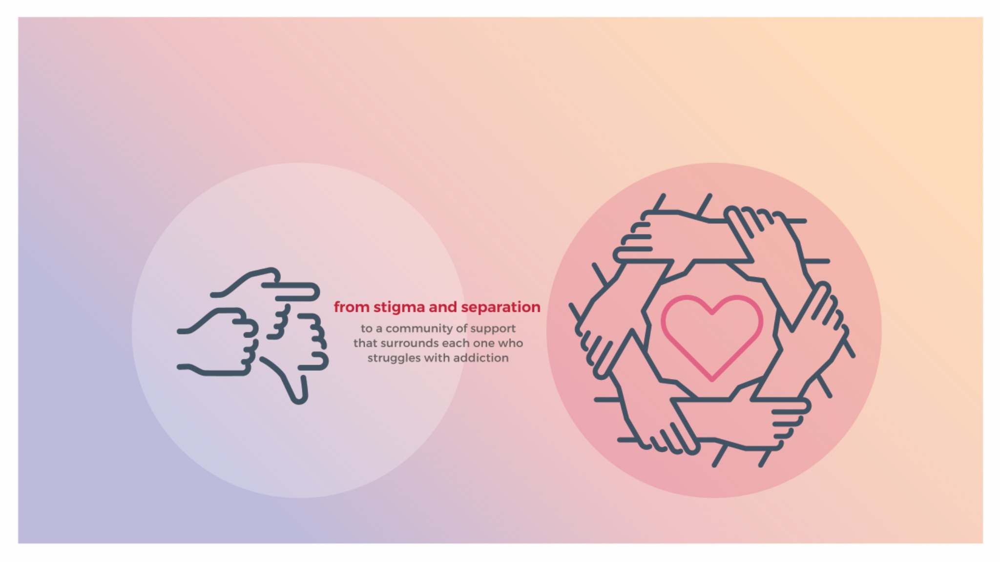 from stigma and separation
to a community of support
that surrounds each one who
struggles with addiction